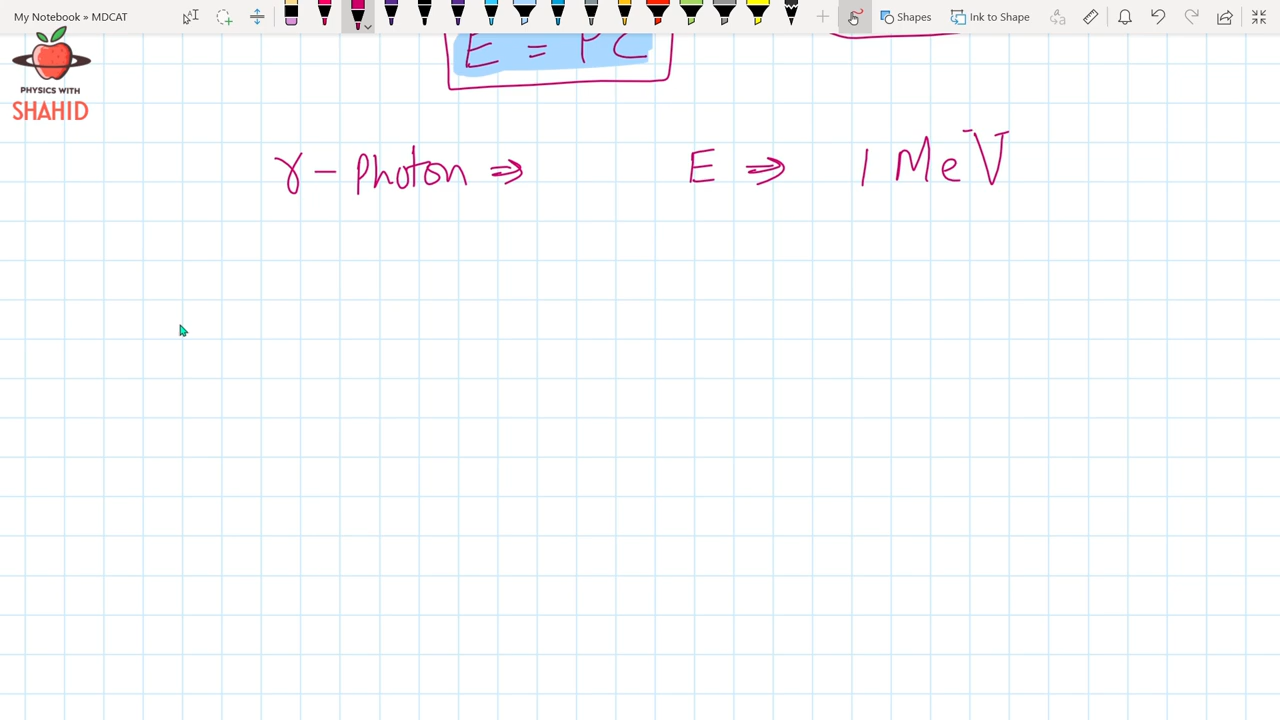 My Notebook » MDCAT
Shapes
Ink to Shape
E = PC
PHYSICS WITH
SHAHID
γ - Photon ⇒ E ⇒ 1 MeV